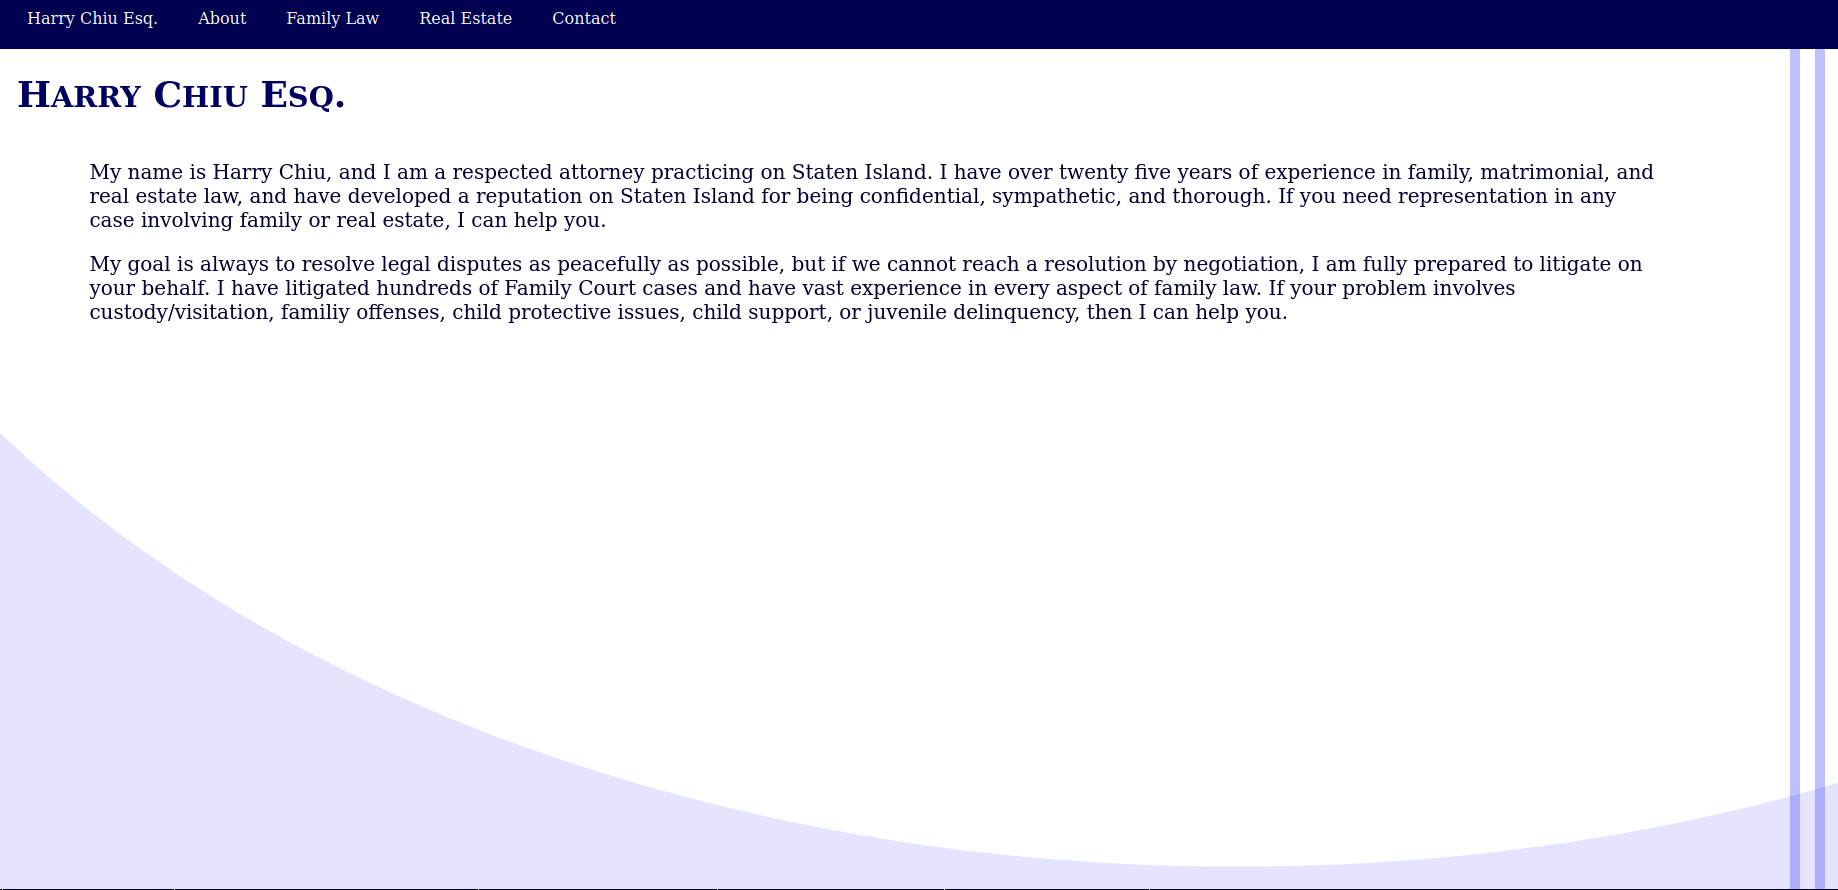 Harry Chiu Esq. About Family Law Real Estate Contact
Harry Chiu Esq.
My name is Harry Chiu, and I am a respected attorney practicing on Staten Island. I have over twenty five years of experience in family, matrimonial, and
real estate law, and have developed a reputation on Staten Island for being confidential, sympathetic, and thorough. If you need representation in any
case involving family or real estate, I can help you.
My goal is always to resolve legal disputes as peacefully as possible, but if we cannot reach a resolution by negotiation, I am fully prepared to litigate on
your behalf. I have litigated hundreds of Family Court cases and have vast experience in every aspect of family law. If your problem involves
custody/visitation, familiy offenses, child protective issues, child support, or juvenile delinquency, then I can help you.